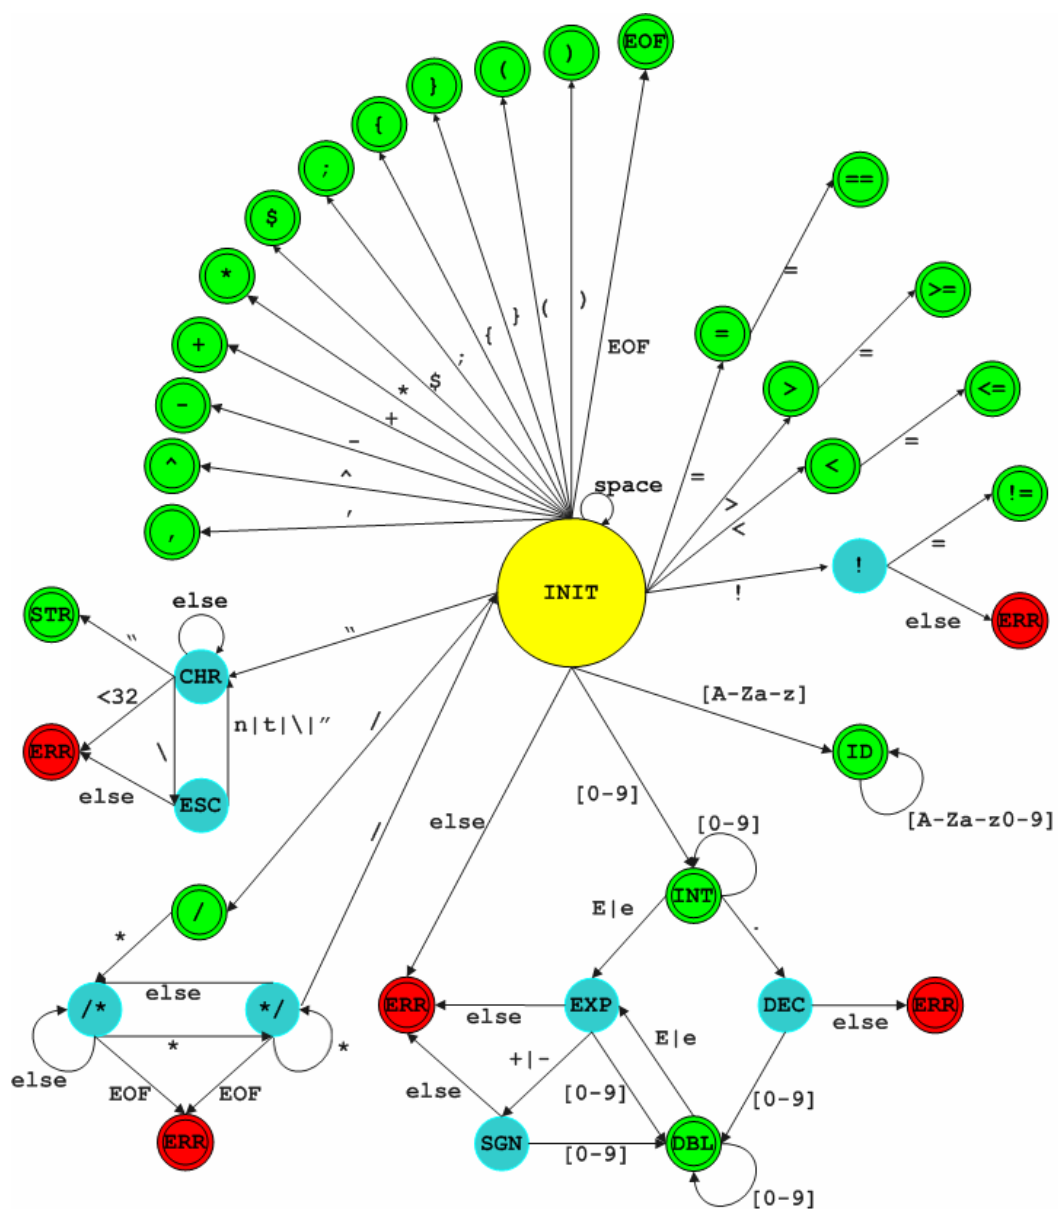 EOF
)
(
}
{
;
==
$
*
>=
=
)
(
}
{
+
EOF
=
>
<=
;
$
*
=
-
+
<
-
=
^
^
=
space
>
!=
,
,
<
=
INIT
!
!
else
STR
“
“
ERR
else
CHR
<32
[A-Za-z]
n|t|\|”
/
ERR
\
ID
else
ESC
[0-9]
else
/
[A-Za-z0-9]
[0-9]
INT
/
E|e
.
*
else
/*
*/
ERR
else
EXP
DEC
else
ERR
*
*
E|e
else
EOF
EOF
else
+|-
[0-9]
[0-9]
ERR
SGN
[0-9]
DBL
[0-9]